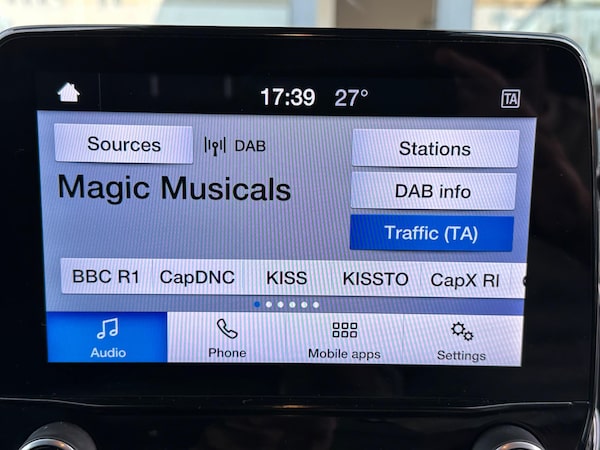 17:39 27° TA
Sources DAB Stations
Magic Musicals DAB info
Traffic (TA)
BBC R1 CapDNC KISS KISSTO CapX Rl
Audio Phone Mobile apps Settings